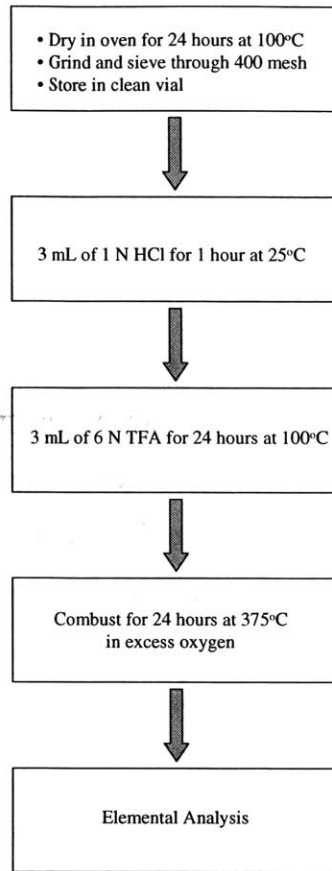 • Dry in oven for 24 hours at 100°C
• Grind and sieve through 400 mesh
• Store in clean vial
3 mL of 1 N HCl for 1 hour at 25°C
3 mL of 6 N TFA for 24 hours at 100°C
Combust for 24 hours at 375°C
in excess oxygen
Elemental Analysis